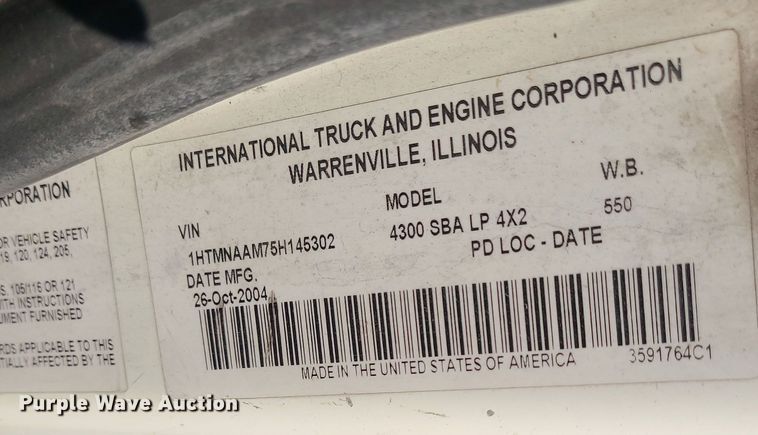 INTERNATIONAL TRUCK AND ENGINE CORPORATION
WARRENVILLE, ILLINOIS
VIN MODEL W.B.
1HTMNAAM75H145302 4300 SBA LP 4X2 550
DATE MFG. PD LOC - DATE
26-Oct-2004
MADE IN THE UNITED STATES OF AMERICA 3591764C1
RPORATION
OR VEHICLE SAFETY
19, 120, 124, 205,
S, 105/116 OR 121
ITH INSTRUCTIONS
UMENT FURNISHED
RDS APPLICABLE TO THIS
TIALLY AFFECTED BY THE
Purple Wave Auction